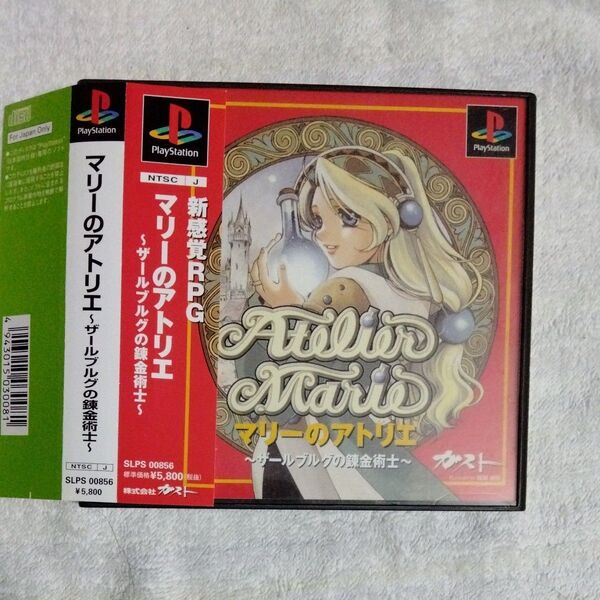 For Japan Only
PlayStation
マリーのアトリエ
～ザールブルグの錬金術士～
NTSC J
SLPS 00856
¥5,800
4943015030081
PlayStation
NTSC J
新感覚RPG
マリーのアトリエ
～ザールブルグの錬金術士～
SLPS 00856
標準価格¥5,800(税抜)
株式会社ガスト
PlayStation
Atelier
Marie
マリーのアトリエ
～ザールブルグの錬金術士～
ガスト